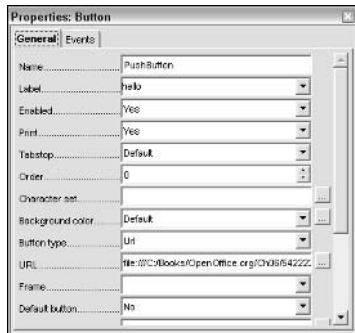 Properties: Button
General Events
Name PushButton
Label hello
Enabled Yes
Print Yes
Tabstop Default
Order 0
Character set ...
Background color Default ...
Button type Url
URL file:///C:/Books/OpenOffice.org/Ch06/54222 ...
Frame
Default button No